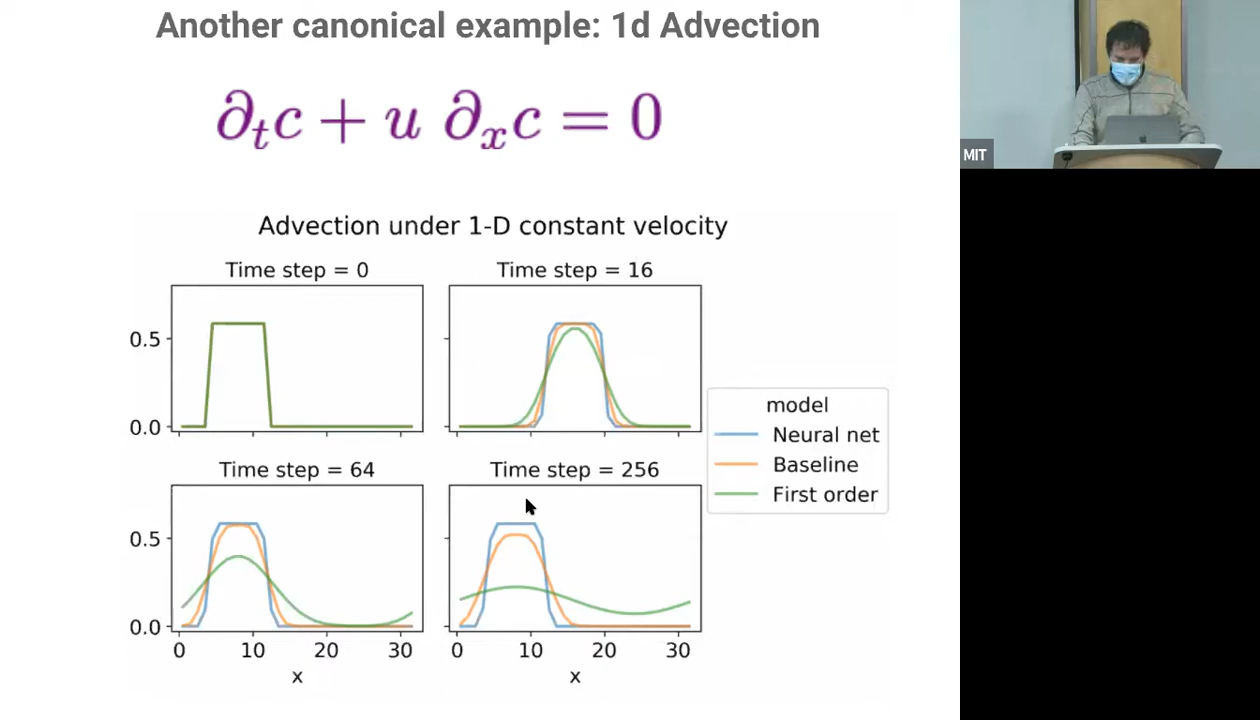 Another canonical example: 1d Advection
∂ₜc + u ∂ₓc = 0
MIT
Advection under 1-D constant velocity
Time step = 0
Time step = 16
0.5
0.0
model
Neural net
Baseline
First order
Time step = 64
Time step = 256
0.5
0.0
0 10 20 30
0 10 20 30
x
x